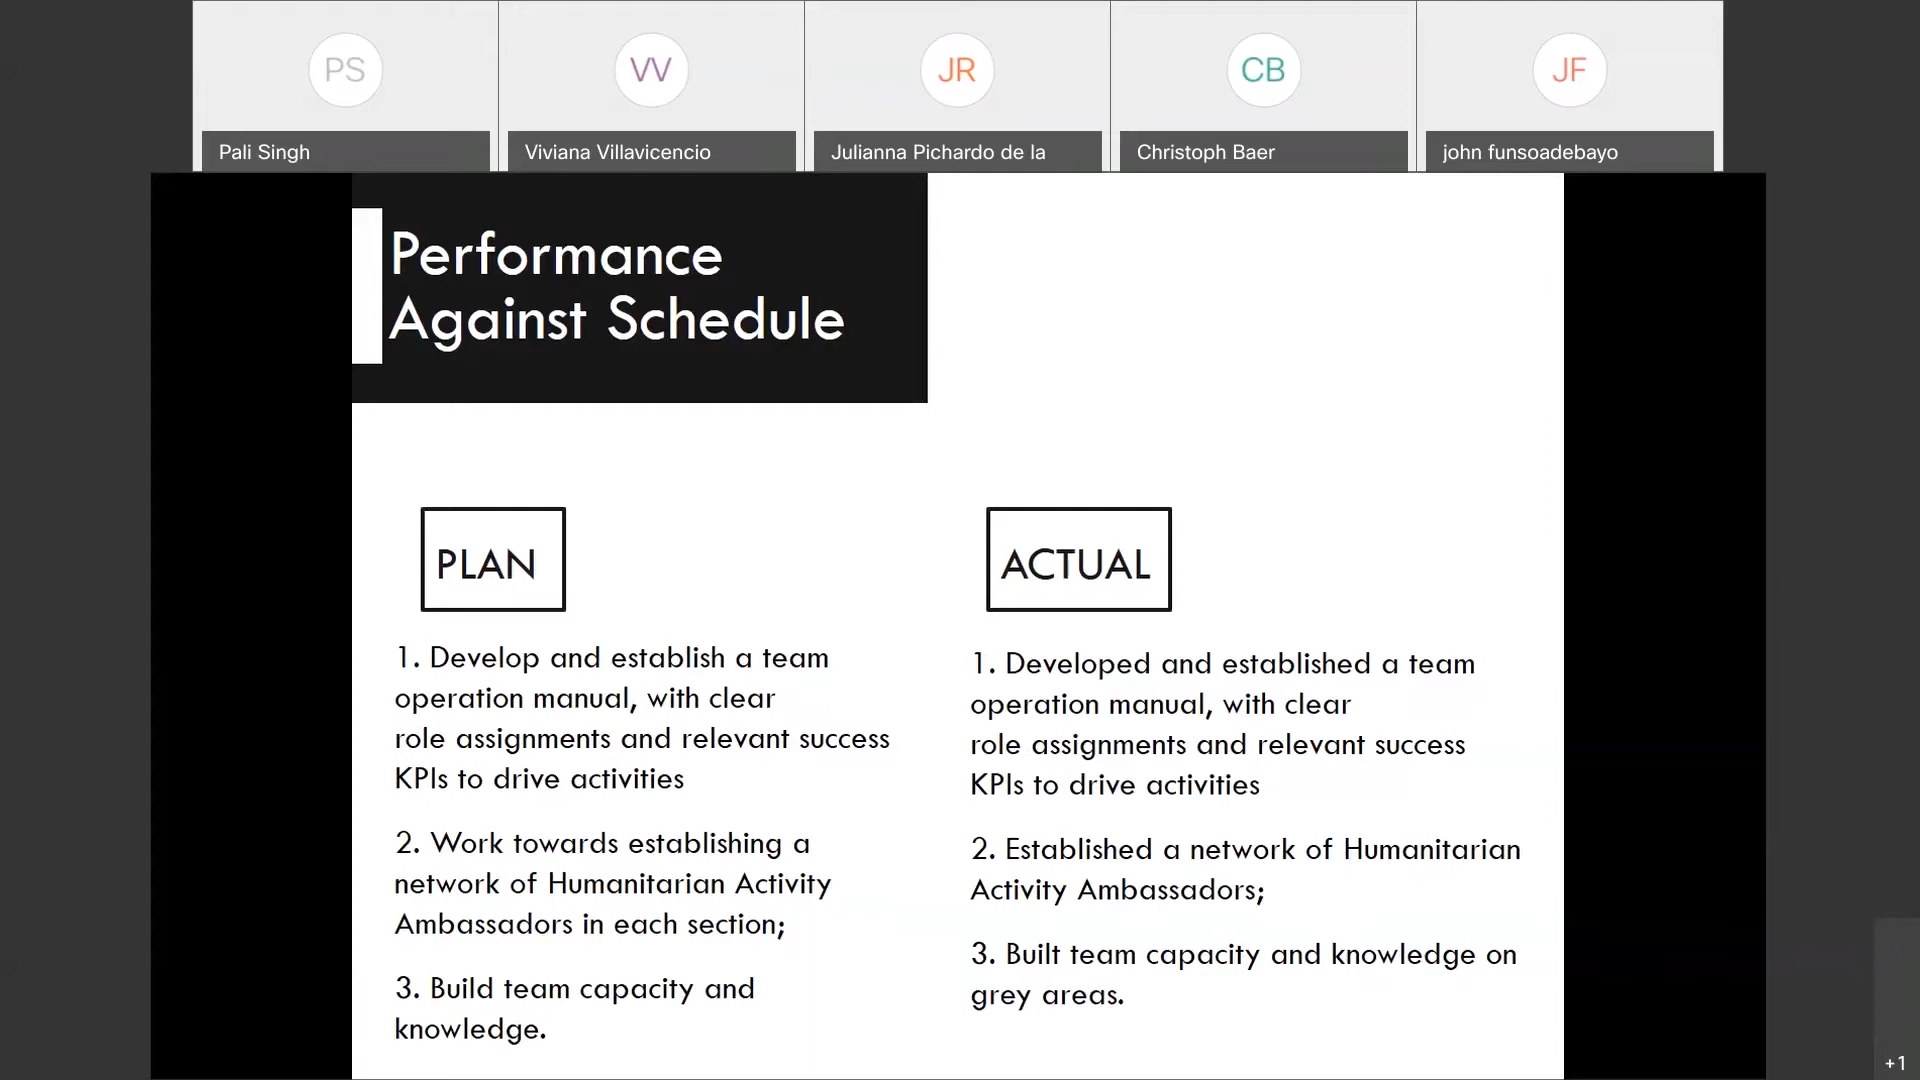 PS
VV
JR
CB
JF
Pali Singh
Viviana Villavicencio
Julianna Pichardo de la
Christoph Baer
john funsoadebayo
Performance
Against Schedule
PLAN
1. Develop and establish a team
operation manual, with clear
role assignments and relevant success
KPIs to drive activities
2. Work towards establishing a
network of Humanitarian Activity
Ambassadors in each section;
3. Build team capacity and
knowledge.
ACTUAL
1. Developed and established a team
operation manual, with clear
role assignments and relevant success
KPIs to drive activities
2. Established a network of Humanitarian
Activity Ambassadors;
3. Built team capacity and knowledge on
grey areas.
+1